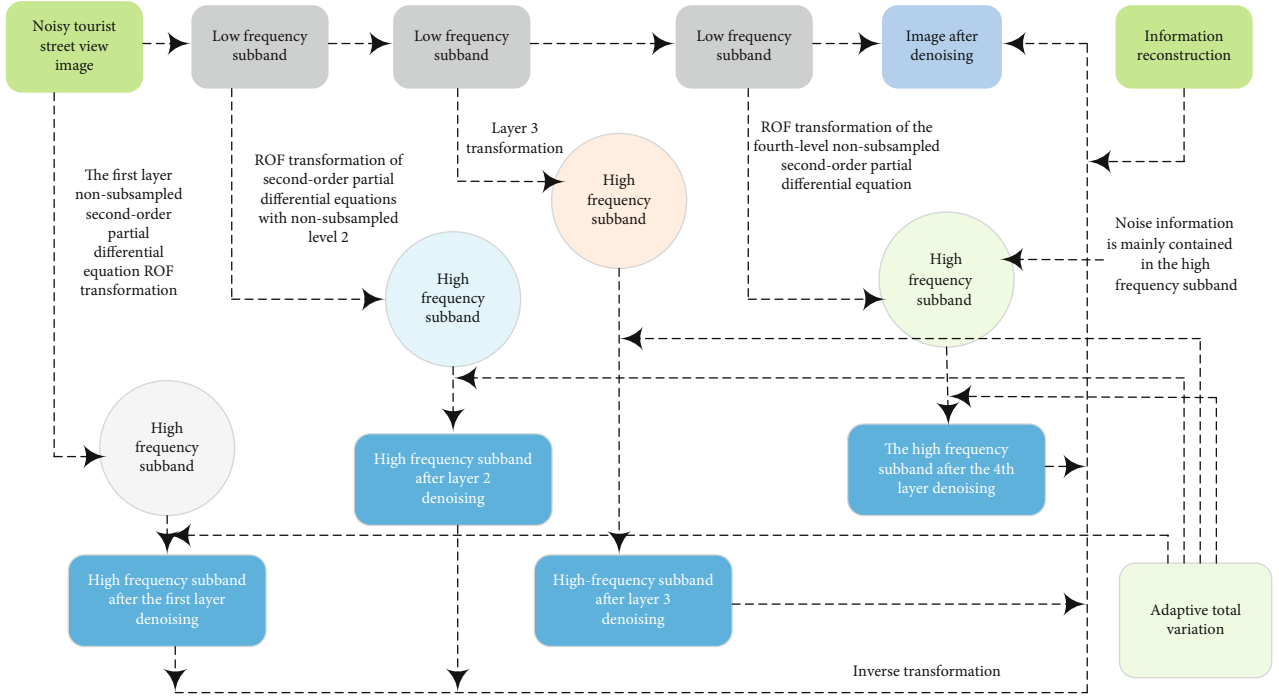 Noisy tourist
street view
image
Low frequency
subband
Low frequency
subband
Low frequency
subband
Image after
denoising
Information
reconstruction
The first layer
non-subsampled
second-order
partial
differential
equation ROF
transformation
ROF transformation of
second-order partial
differential equations
with non-subsampled
level 2
Layer 3
transformation
High
frequency
subband
ROF transformation of the
fourth-level non-subsampled
second-order partial
differential equation
Noise information
is mainly contained
in the high
frequency subband
High
frequency
subband
High
frequency
subband
High
frequency
subband
High frequency subband
after layer 2
denoising
The high frequency
subband after the 4th
layer denoising
High frequency subband
after the first layer
denoising
High-frequency subband
after layer 3
denoising
Adaptive total
variation
Inverse transformation